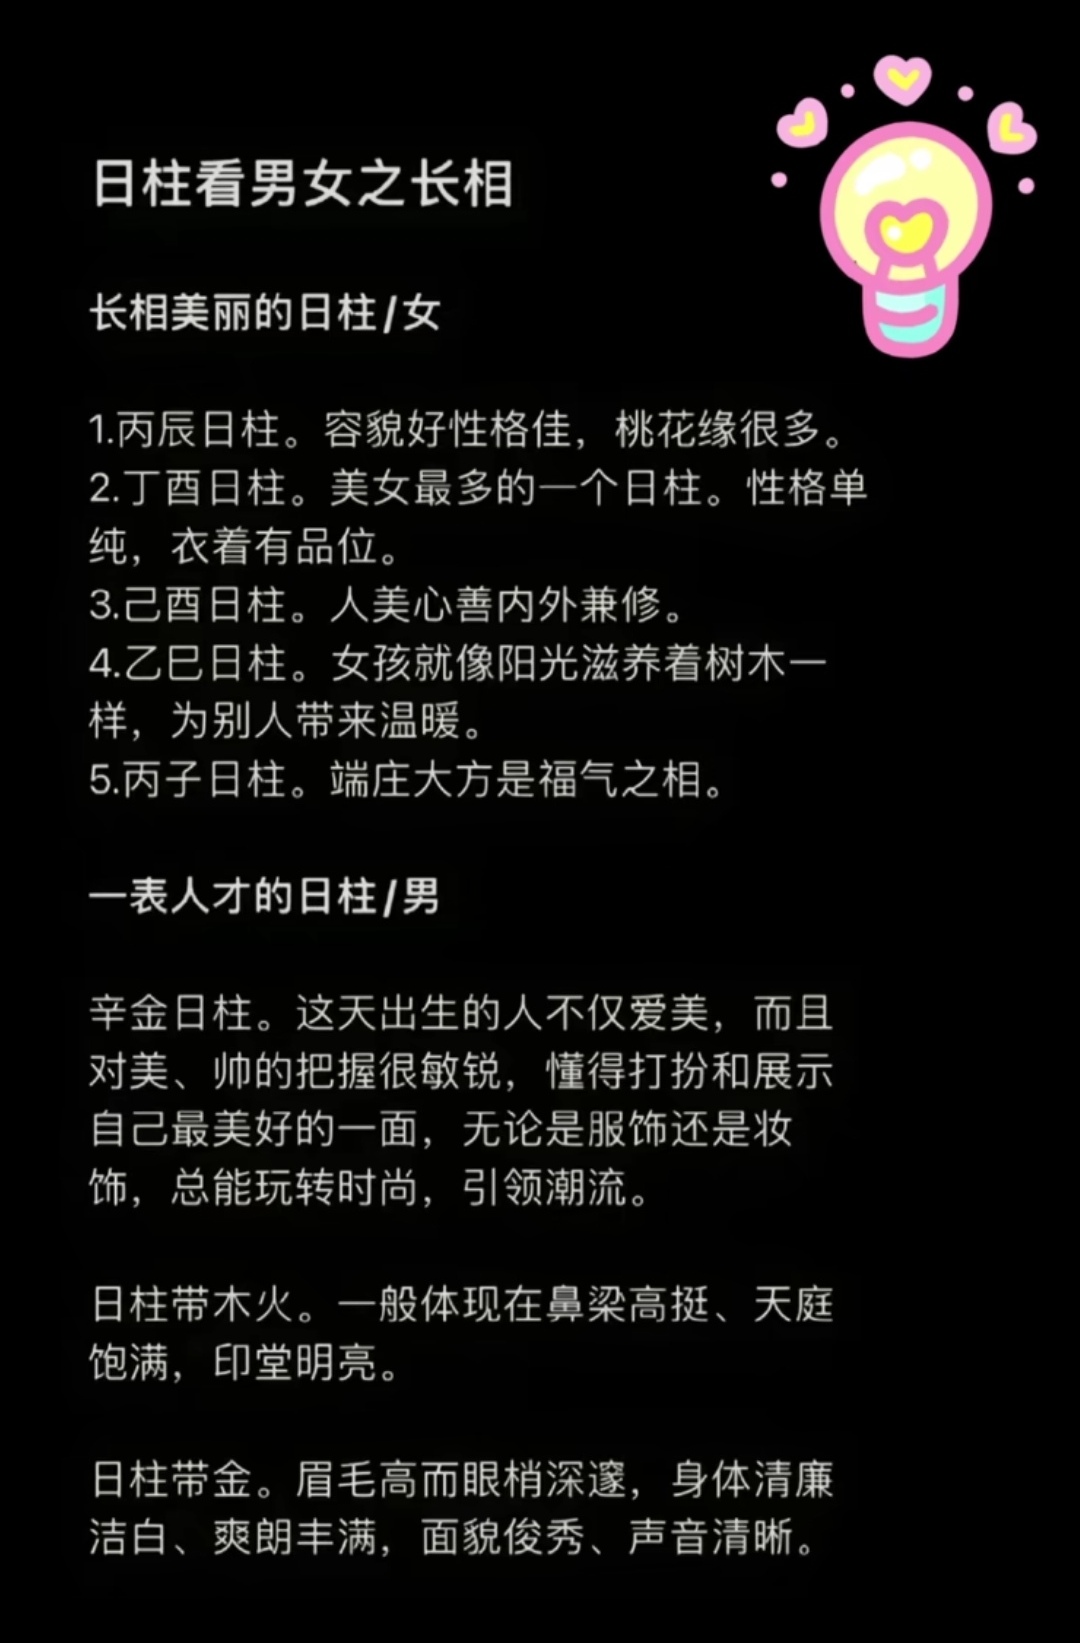 日柱看男女之长相
长相美丽的日柱/女
1.丙辰日柱。容貌好性格佳，桃花缘很多。
2.丁酉日柱。美女最多的一个日柱。性格单
纯，衣着有品位。
3.己酉日柱。人美心善内外兼修。
4.乙巳日柱。女孩就像阳光滋养着树木一
样，为别人带来温暖。
5.丙子日柱。端庄大方是福气之相。
一表人才的日柱/男
辛金日柱。这天出生的人不仅爱美，而且
对美、帅的把握很敏锐，懂得打扮和展示
自己最美好的一面，无论是服饰还是妆
饰，总能玩转时尚，引领潮流。
日柱带木火。一般体现在鼻梁高挺、天庭
饱满，印堂明亮。
日柱带金。眉毛高而眼梢深邃，身体清廉
洁白、爽朗丰满，面貌俊秀、声音清晰。